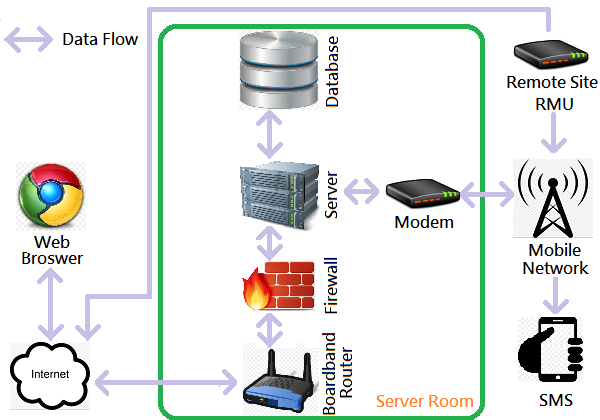 Data Flow
Database
Remote Site
RMU
Server
Modem
Web
Broswer
Mobile
Network
Firewall
Internet
Boardband
Router
Server Room
SMS